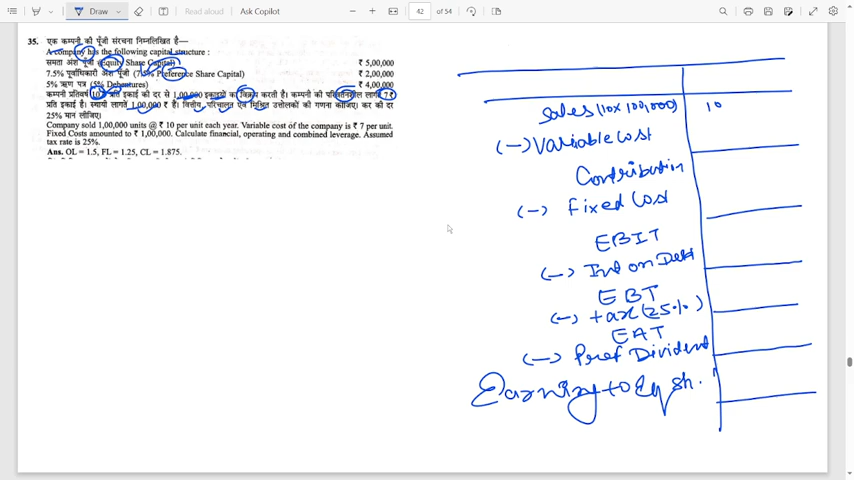 Draw
Read aloud
Ask Copilot
42
of 54
35. एक कम्पनी की पूँजी संरचना निम्नलिखित है—
A company has the following capital structure :
समता अंश पूँजी (Equity Share Capital) ₹ 5,00,000
7.5% पूर्वाधिकारी अंश पूँजी (7.5% Preference Share Capital) ₹ 2,00,000
5% ऋण पत्र (5% Debentures) ₹ 4,00,000
कम्पनी प्रतिवर्ष 10 ₹ प्रति इकाई की दर से 1,00,000 इकाइयों का विक्रय करती है। कम्पनी की परिवर्तनशील लागत 7 ₹
प्रति इकाई है। स्थायी लागतें 1,00,000 ₹ हैं। वित्तीय, परिचालन एवं मिश्रित उत्तोलकों की गणना कीजिए। कर की दर
25% मान लीजिए।
Company sold 1,00,000 units @ ₹ 10 per unit each year. Variable cost of the company is ₹ 7 per unit.
Fixed Costs amounted to ₹ 1,00,000. Calculate financial, operating and combined leverage. Assumed
tax rate is 25%.
Ans. OL = 1.5, FL = 1.25, CL = 1.875.
Sales (10x 100,000) 10
(-) Variable Cost
Contribution
(-) Fixed Cost
EBIT
(-) Int on Debt
EBT
(-) tax (25%)
EAT
(-) Pref Dividend
Earning to Eq sh.